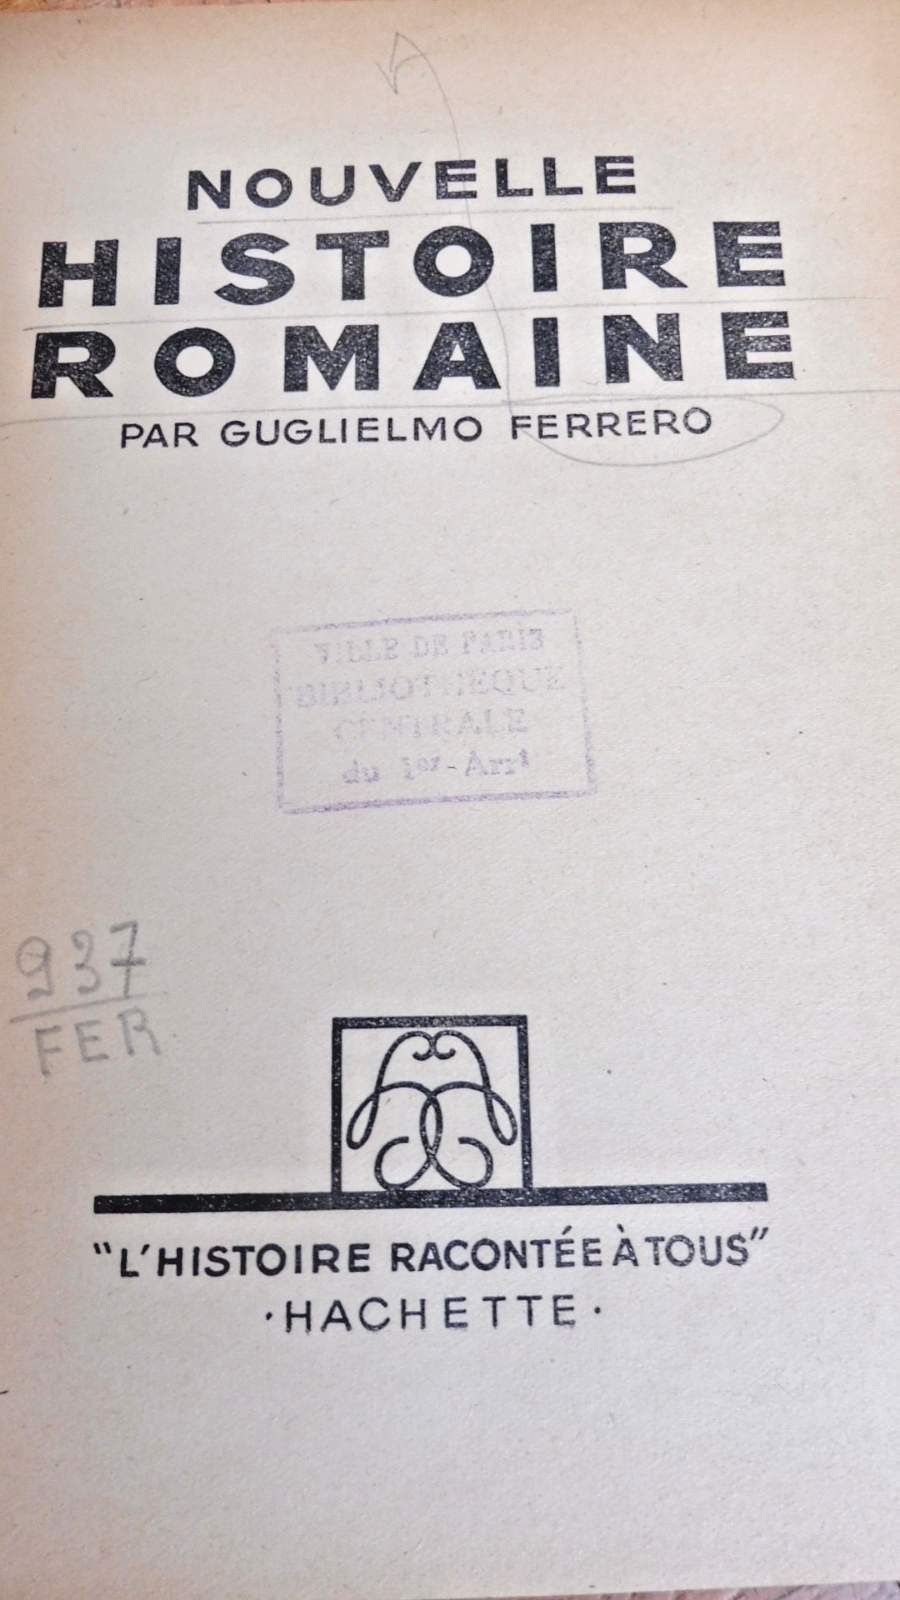 NOUVELLE
HISTOIRE
ROMAINE
PAR GUGLIELMO FERRERO
VILLE DE PARIS
BIBLIOTHEQUE
CENTRALE
du 1er - Arrt
937
FER
"L'HISTOIRE RACONTÉE À TOUS"
·HACHETTE·